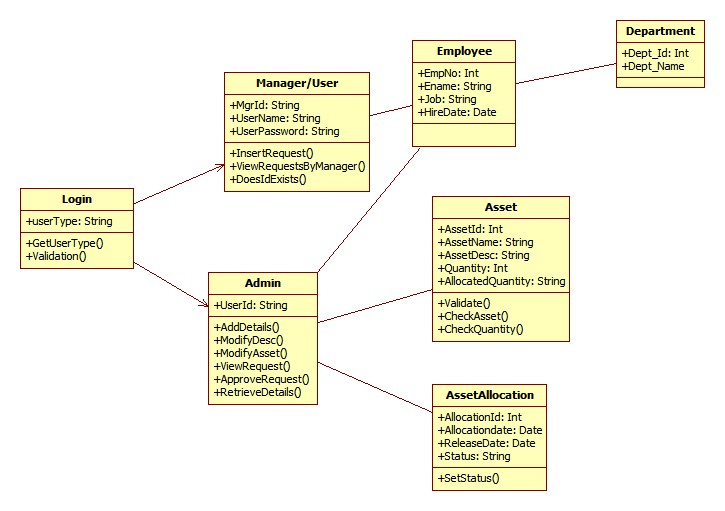 Department
+Dept_Id: Int
+Dept_Name
Employee
+EmpNo: Int
+Ename: String
+Job: String
+HireDate: Date
Manager/User
+MgrId: String
+UserName: String
+UserPassword: String
+InsertRequest()
+ViewRequestsByManager()
+DoesIdExists()
Login
+userType: String
+GetUserType()
+Validation()
Asset
+AssetId: Int
+AssetName: String
+AssetDesc: String
+Quantity: Int
+AllocatedQuantity: String
+Validate()
+CheckAsset()
+CheckQuantity()
Admin
+UserId: String
+AddDetails()
+ModifyDesc()
+ModifyAsset()
+ViewRequest()
+ApproveRequest()
+RetrieveDetails()
AssetAllocation
+AllocationId: Int
+Allocationdate: Date
+ReleaseDate: Date
+Status: String
+SetStatus()